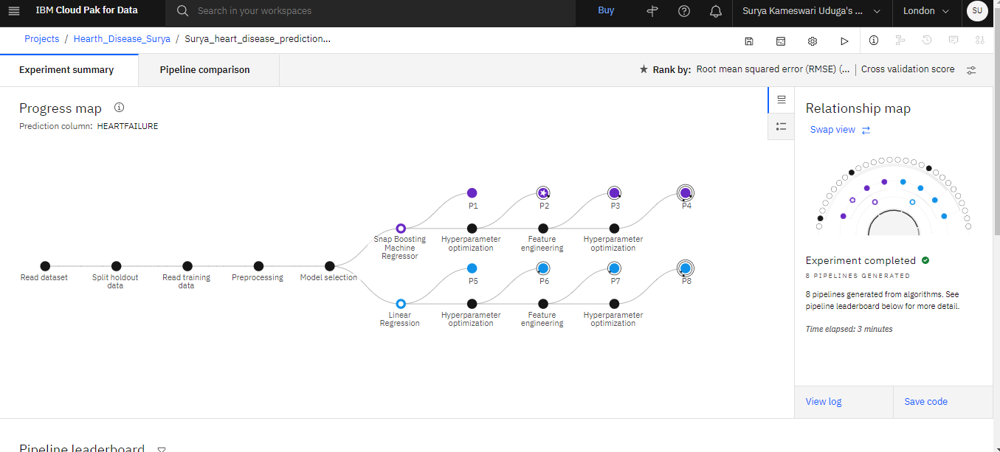 IBM Cloud Pak for Data
Search in your workspaces
Buy
Surya Kameswari Uduga's ...
London
SU
Projects / Hearth_Disease_Surya / Surya_heart_disease_prediction...
Experiment summary
Pipeline comparison
Rank by: Root mean squared error (RMSE) (... | Cross validation score
Progress map
Prediction column: HEARTFAILURE
P1
P2
P3
P4
Snap Boosting
Machine
Regressor
Hyperparameter
optimization
Feature
engineering
Hyperparameter
optimization
Read dataset
Split holdout
data
Read training
data
Preprocessing
Model selection
P5
P6
P7
P8
Linear
Regression
Hyperparameter
optimization
Feature
engineering
Hyperparameter
optimization
Relationship map
Swap view
Experiment completed
8 PIPELINES GENERATED
8 pipelines generated from algorithms. See
pipeline leaderboard below for more detail.
Time elapsed: 3 minutes
View log
Save code
Pipeline leaderboard